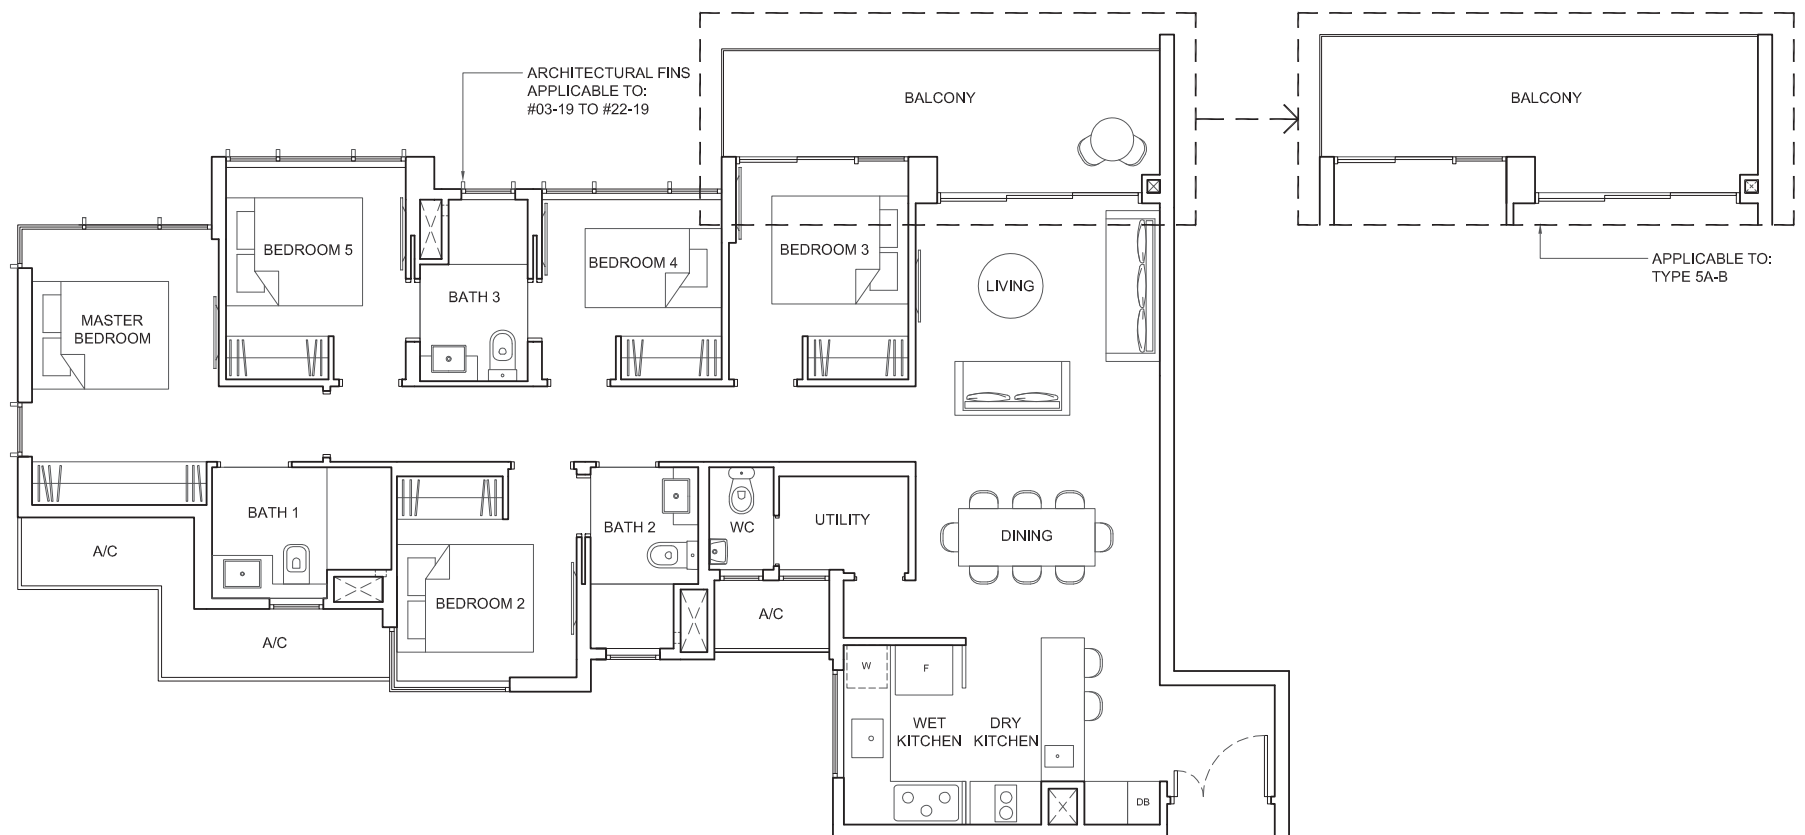 ARCHITECTURAL FINS
APPLICABLE TO:
#03-19 TO #22-19
BALCONY
BALCONY
APPLICABLE TO:
TYPE 5A-B
BEDROOM 5
BEDROOM 4
BEDROOM 3
LIVING
BATH 3
MASTER
BEDROOM
BATH 1
BATH 2
WC
UTILITY
DINING
A/C
A/C
BEDROOM 2
A/C
W
F
WET
KITCHEN
DRY
KITCHEN
DB